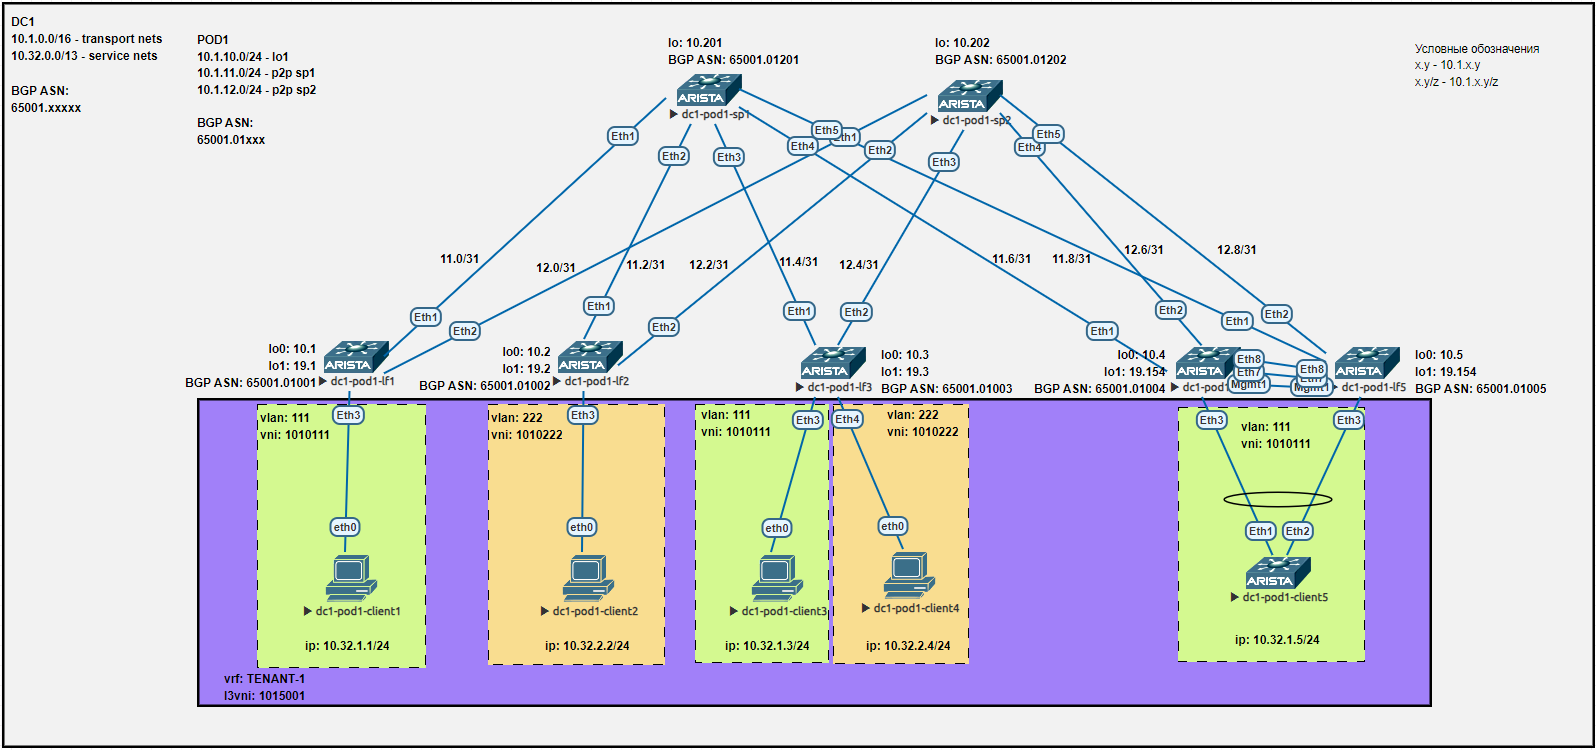 DC1
10.1.0.0/16 - transport nets
10.32.0.0/13 - service nets
BGP ASN:
65001.xxxxx
POD1
10.1.10.0/24 - lo1
10.1.11.0/24 - p2p sp1
10.1.12.0/24 - p2p sp2
BGP ASN:
65001.01xxx
lo: 10.201
BGP ASN: 65001.01201
ARISTA
dc1-pod1-sp1
lo: 10.202
BGP ASN: 65001.01202
ARISTA
dc1-pod1-sp2
Условные обозначения
x.y - 10.1.x.y
x.y/z - 10.1.x.y/z
Eth1
Eth2
Eth3
Eth4
Eth5
Eth1
Eth2
Eth3
Eth4
Eth5
11.0/31
12.0/31
11.2/31
12.2/31
11.4/31
12.4/31
11.6/31
11.8/31
12.6/31
12.8/31
Eth1
Eth2
Eth1
Eth2
Eth1
Eth2
Eth1
Eth2
Eth1
Eth2
lo0: 10.1
lo1: 19.1
BGP ASN: 65001.01001
ARISTA
dc1-pod1-lf1
lo0: 10.2
lo1: 19.2
BGP ASN: 65001.01002
ARISTA
dc1-pod1-lf2
ARISTA
dc1-pod1-lf3
lo0: 10.3
lo1: 19.3
BGP ASN: 65001.01003
lo0: 10.4
lo1: 19.154
BGP ASN: 65001.01004
ARISTA
Eth8
Eth7
Mgmt1
Eth8
Mgmt1
ARISTA
dc1-pod1-lf5
lo0: 10.5
lo1: 19.154
BGP ASN: 65001.01005
vlan: 111
vni: 1010111
Eth3
eth0
dc1-pod1-client1
ip: 10.32.1.1/24
vlan: 222
vni: 1010222
Eth3
eth0
dc1-pod1-client2
ip: 10.32.2.2/24
vlan: 111
vni: 1010111
Eth3
eth0
dc1-pod1-client3
ip: 10.32.1.3/24
Eth4
vlan: 222
vni: 1010222
eth0
dc1-pod1-client4
ip: 10.32.2.4/24
Eth3
Eth3
vlan: 111
vni: 1010111
Eth1
Eth2
ARISTA
dc1-pod1-client5
ip: 10.32.1.5/24
vrf: TENANT-1
l3vni: 1015001